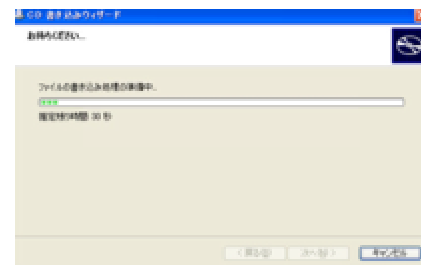 CD 書き込みウィザード
お待ちください...
ファイルの書き込み処理の準備中。
推定残り時間: 30 秒
< 戻る(B)
次へ(N) >
キャンセル